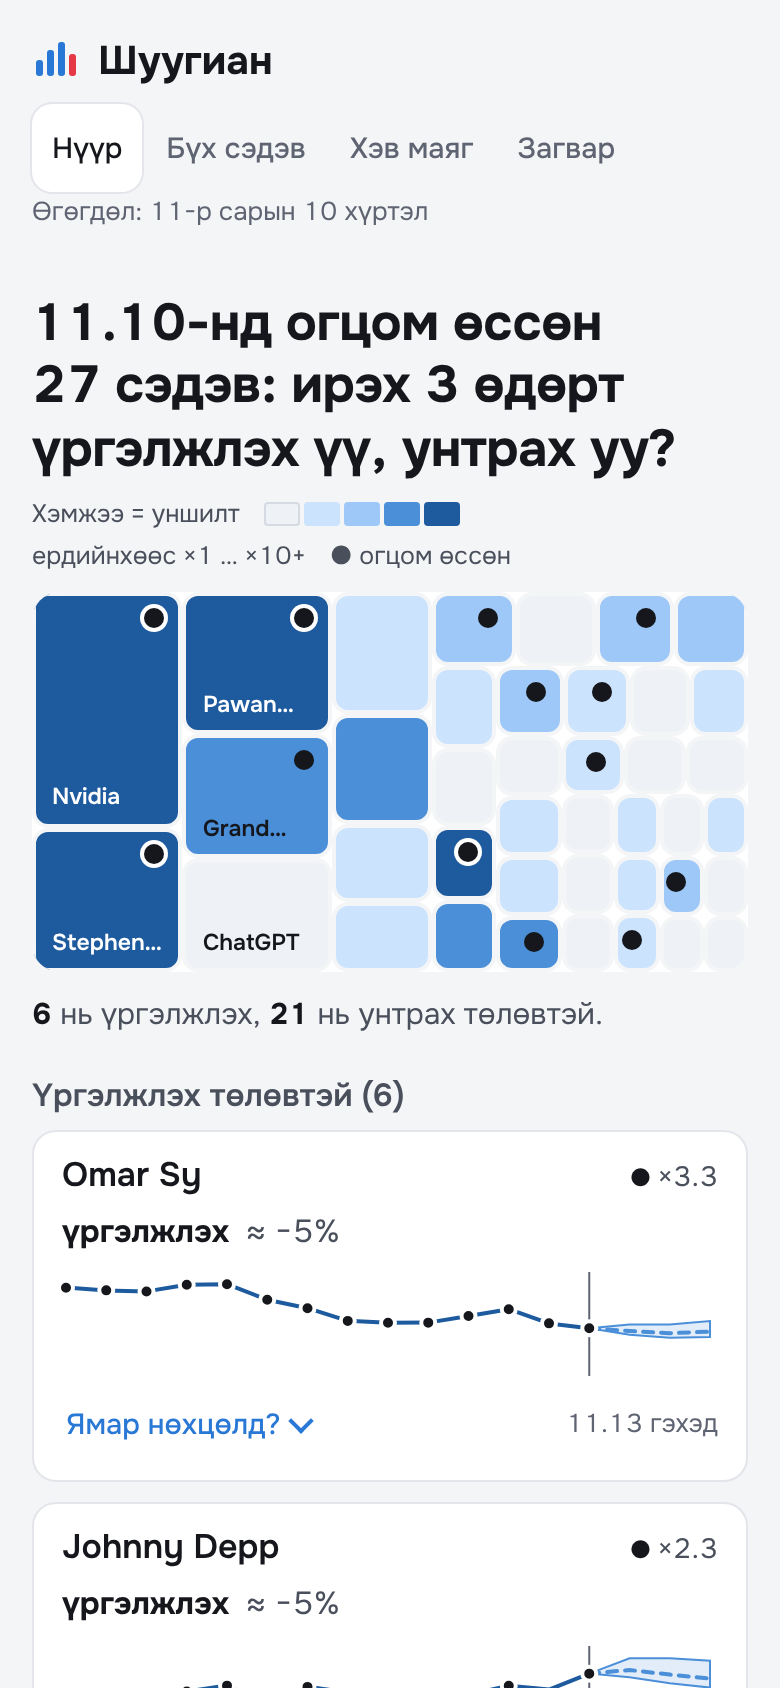 Шуугиан
Нүүр Бүх сэдэв Хэв маяг Загвар
Өгөгдөл: 11-р сарын 10 хүртэл
11.10-нд огцом өссөн
27 сэдэв: ирэх 3 өдөрт
үргэлжлэх үү, унтрах уу?
Хэмжээ = уншилт
ердийнхөөс ×1 ... ×10+ огцом өссөн
Nvidia
Pawan...
Grand...
Stephen...
ChatGPT
6 нь үргэлжлэх, 21 нь унтрах төлөвтэй.
Үргэлжлэх төлөвтэй (6)
Omar Sy ×3.3
үргэлжлэх ≈ −5%
Ямар нөхцөлд? 11.13 гэхэд
Johnny Depp ×2.3
үргэлжлэх ≈ −5%